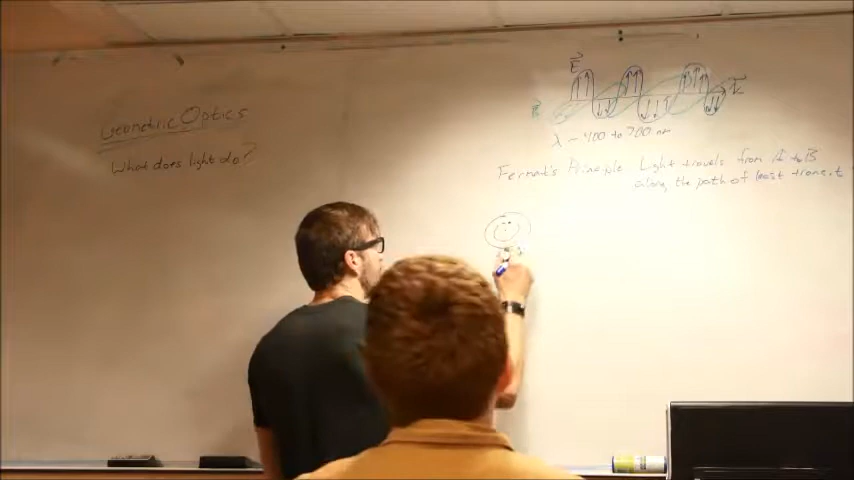 Geometric Optics
What does light do?
E
B
k
λ ~ 400 to 700 nm
Fermat's Principle Light travels from A to B
along the path of least transit